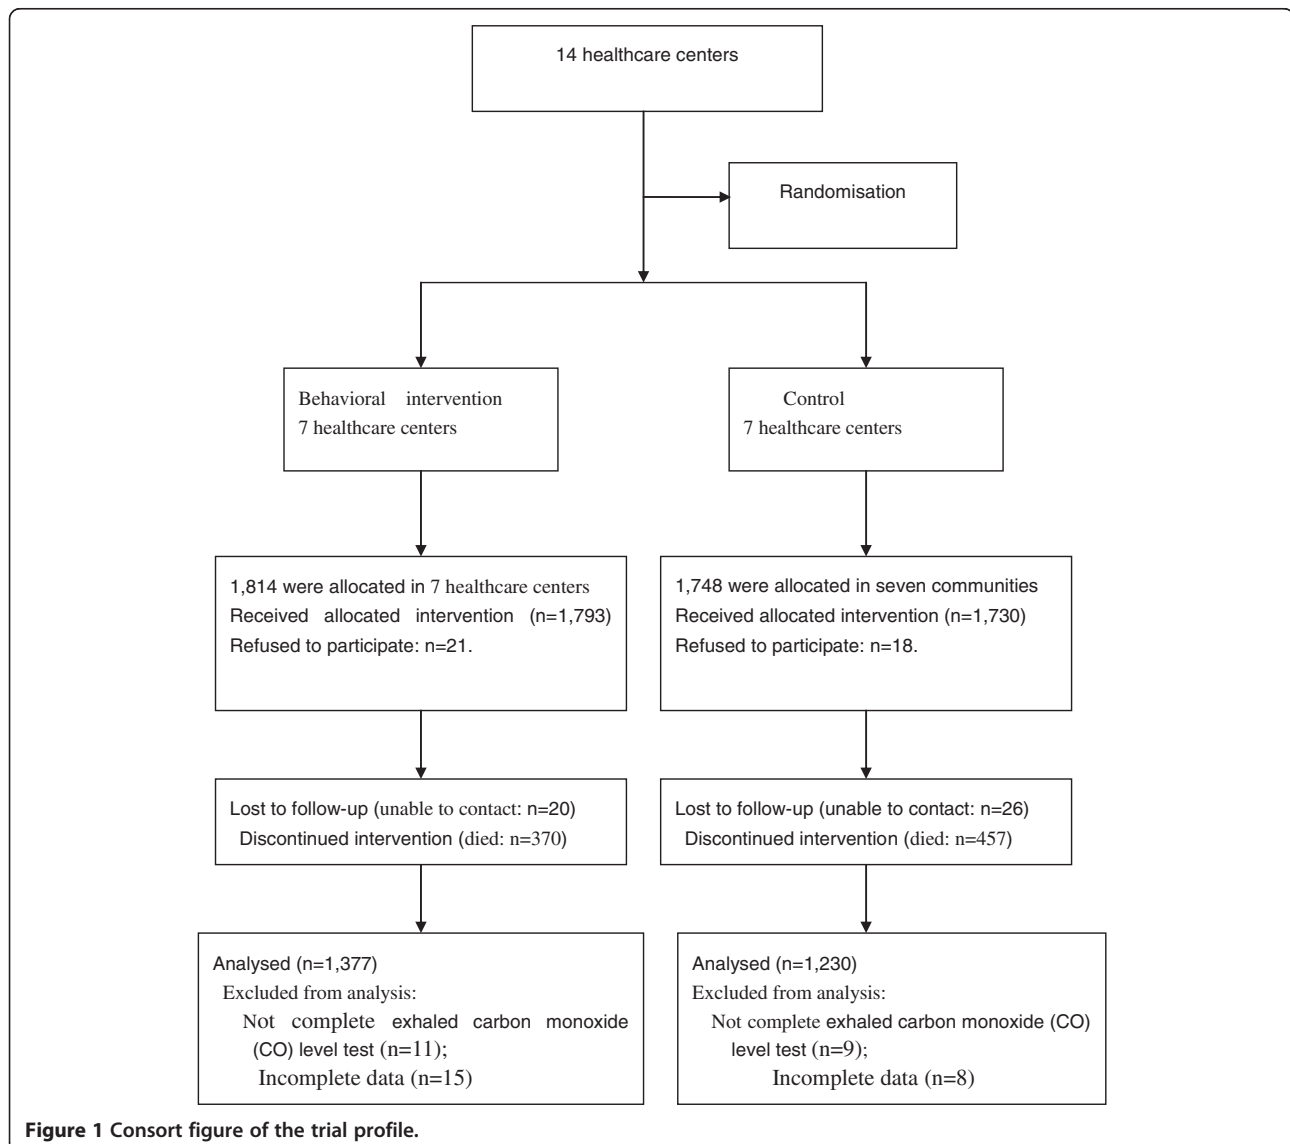 14 healthcare centers
Randomisation
Behavioral intervention
7 healthcare centers
Control
7 healthcare centers
1,814 were allocated in 7 healthcare centers
Received allocated intervention (n=1,793)
Refused to participate: n=21.
1,748 were allocated in seven communities
Received allocated intervention (n=1,730)
Refused to participate: n=18.
Lost to follow-up (unable to contact: n=20)
Discontinued intervention (died: n=370)
Lost to follow-up (unable to contact: n=26)
Discontinued intervention (died: n=457)
Analysed (n=1,377)
Excluded from analysis:
Not complete exhaled carbon monoxide
(CO) level test (n=11);
Incomplete data (n=15)
Analysed (n=1,230)
Excluded from analysis:
Not complete exhaled carbon monoxide (CO)
level test (n=9);
Incomplete data (n=8)
Figure 1 Consort figure of the trial profile.